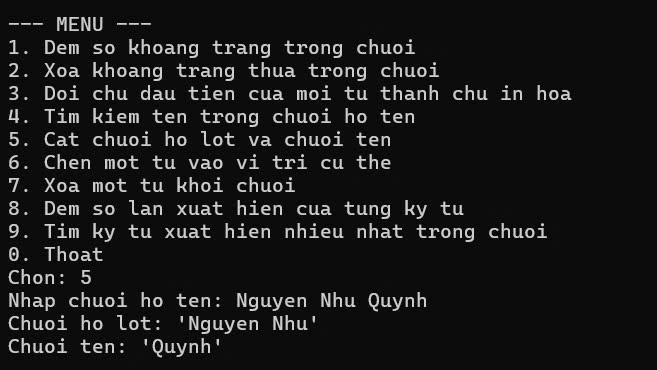 --- MENU ---
1. Dem so khoang trang trong chuoi
2. Xoa khoang trang thua trong chuoi
3. Doi chu dau tien cua moi tu thanh chu in hoa
4. Tim kiem ten trong chuoi ho ten
5. Cat chuoi ho lot va chuoi ten
6. Chen mot tu vao vi tri cu the
7. Xoa mot tu khoi chuoi
8. Dem so lan xuat hien cua tung ky tu
9. Tim ky tu xuat hien nhieu nhat trong chuoi
0. Thoat
Chon: 5
Nhap chuoi ho ten: Nguyen Nhu Quynh
Chuoi ho lot: 'Nguyen Nhu'
Chuoi ten: 'Quynh'